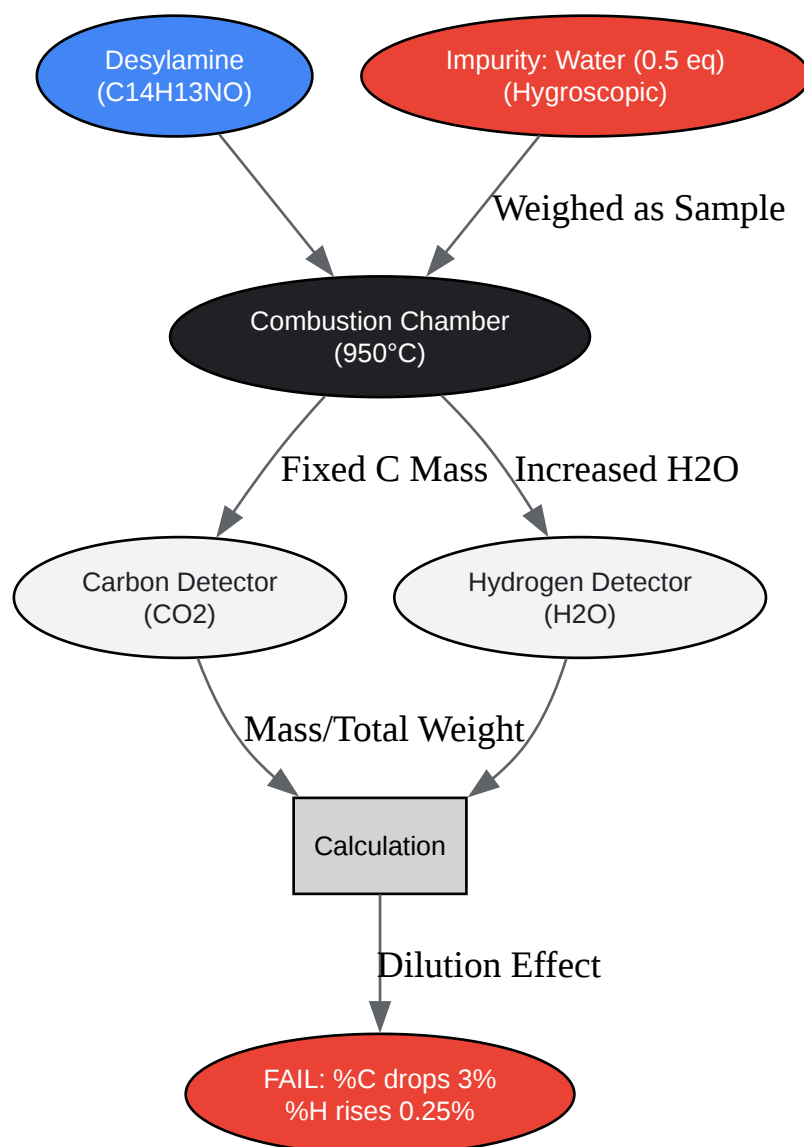 Desylamine
(C14H13NO)
Impurity: Water (0.5 eq)
(Hygroscopic)
Weighed as Sample
Combustion Chamber
(950°C)
Fixed C Mass
Increased H2O
Carbon Detector
(CO2)
Hydrogen Detector
(H2O)
Mass/Total Weight
Calculation
Dilution Effect
FAIL: %C drops 3%
%H rises 0.25%